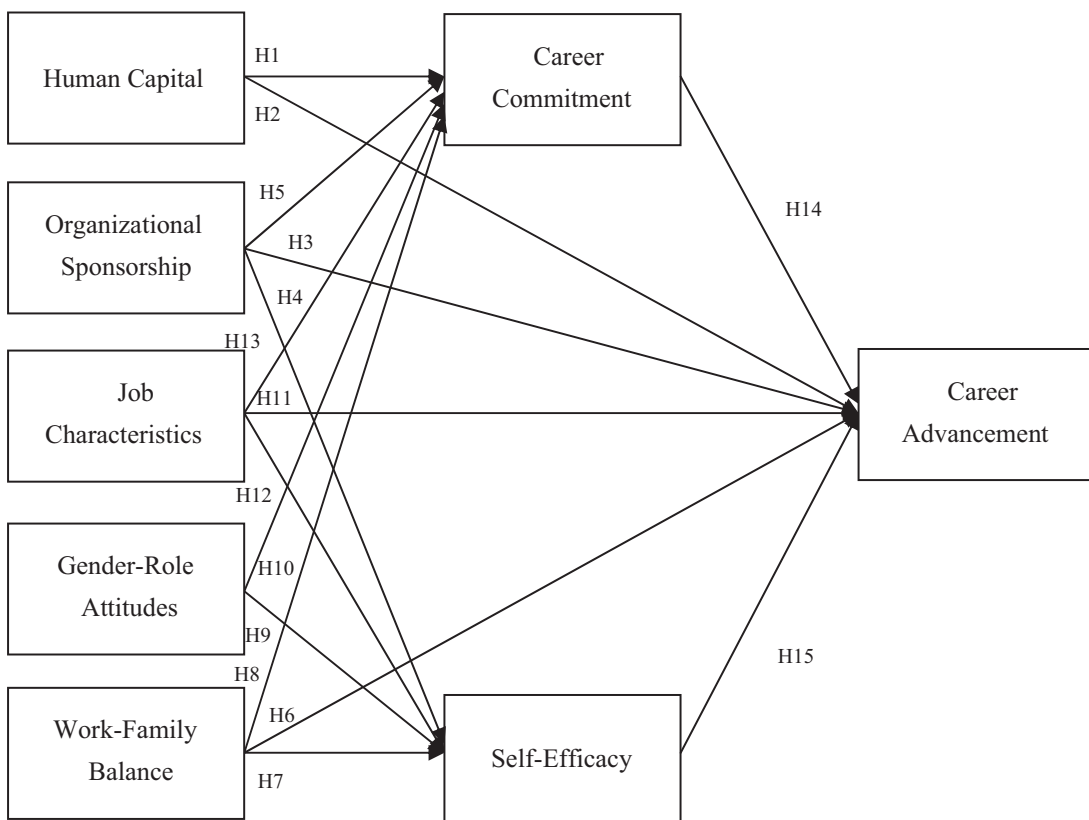 Human Capital
H1
H2
Career
Commitment
Organizational
Sponsorship
H5
H3
H4
H14
H13
Job
Characteristics
H11
H12
Career
Advancement
Gender-Role
Attitudes
H10
H9
H8
Work-Family
Balance
H6
H7
Self-Efficacy
H15